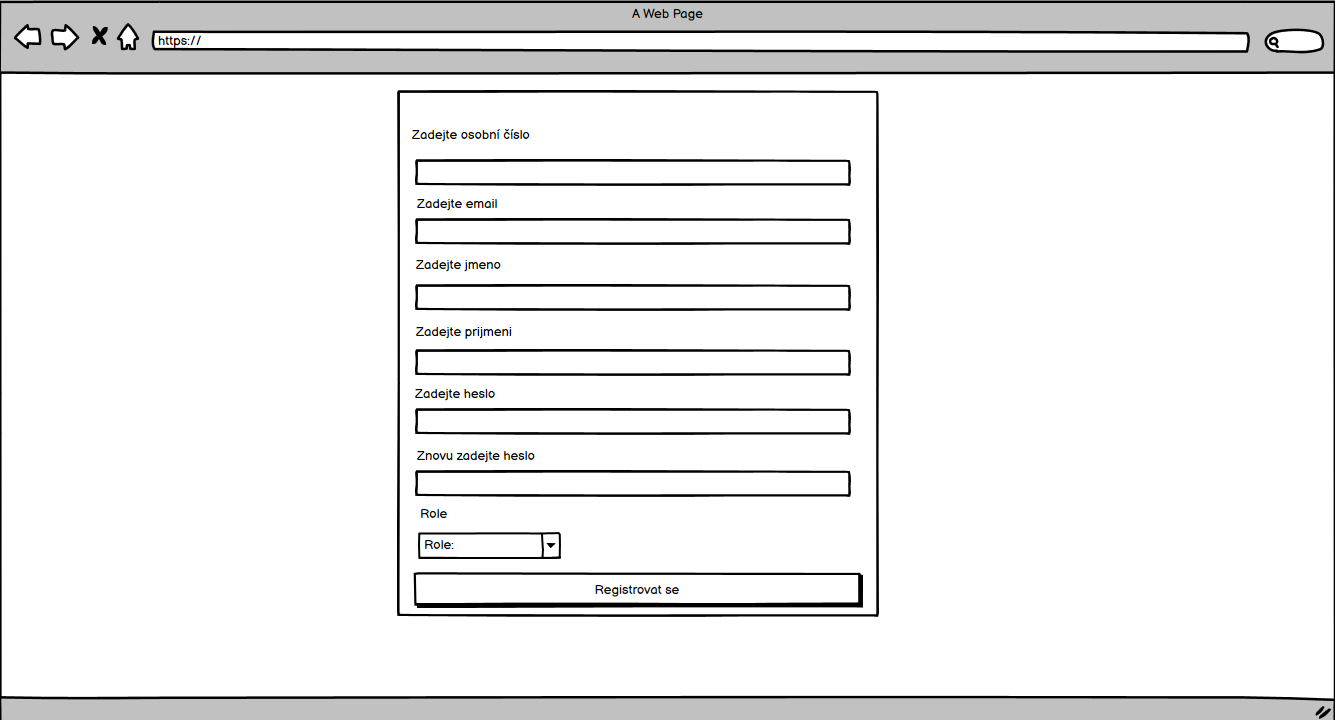 A Web Page
https://
Zadejte osobní číslo
Zadejte email
Zadejte jmeno
Zadejte prijmeni
Zadejte heslo
Znovu zadejte heslo
Role
Role:
Registrovat se